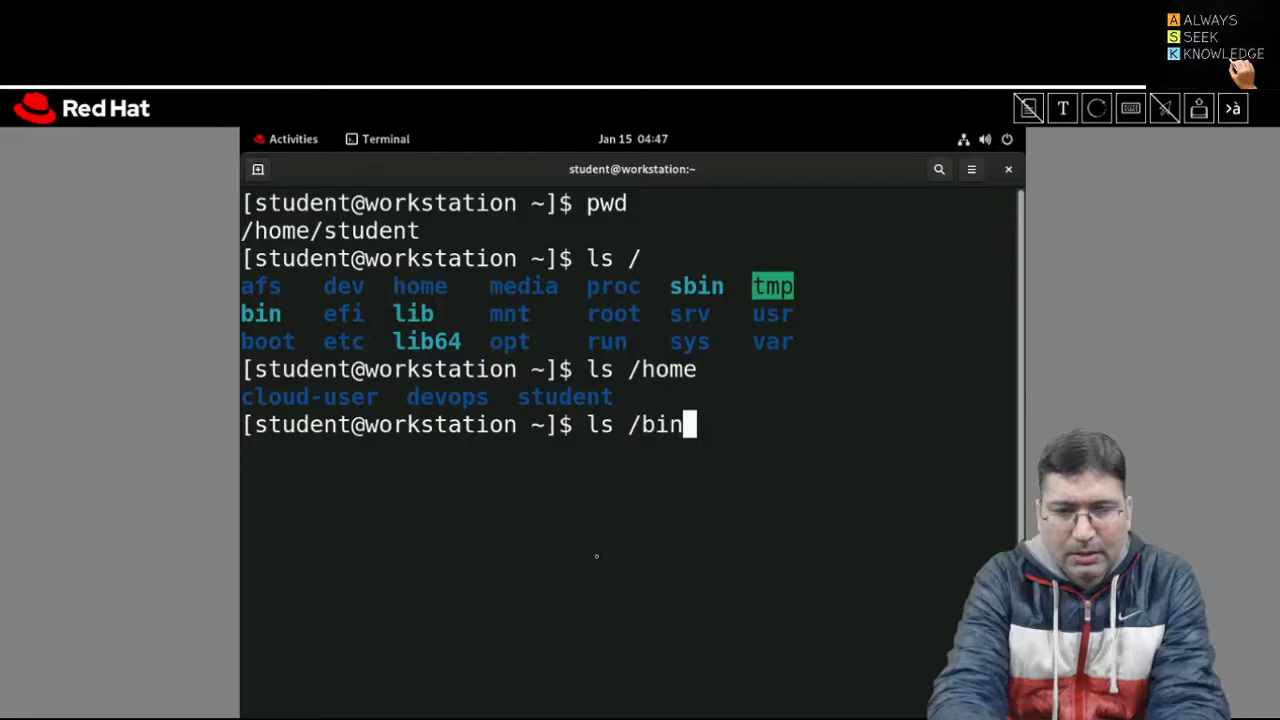 A ALWAYS
S SEEK
K KNOWLEDGE
Red Hat
T
›à
Activities Terminal Jan 15 04:47
student@workstation:~
[student@workstation ~]$ pwd
/home/student
[student@workstation ~]$ ls /
afs dev home media proc sbin tmp
bin efi lib mnt root srv usr
boot etc lib64 opt run sys var
[student@workstation ~]$ ls /home
cloud-user devops student
[student@workstation ~]$ ls /bin